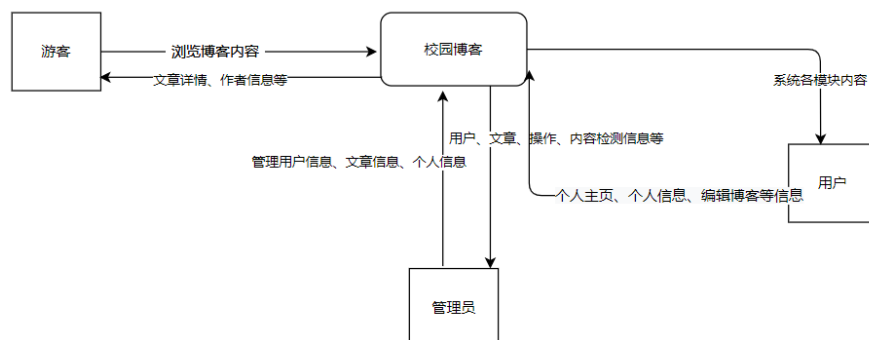 游客
浏览博客内容
校园博客
文章详情、作者信息等
系统各模块内容
用户、文章、操作、内容检测信息等
管理用户信息、文章信息、个人信息
用户
个人主页、个人信息、编辑博客等信息
管理员